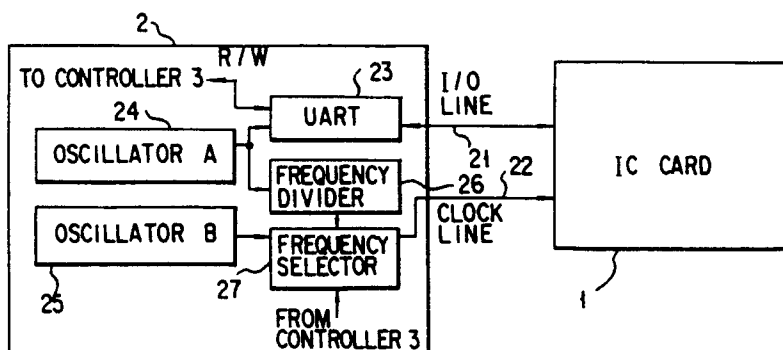 2
R/W
TO CONTROLLER 3
23
UART
I/O
LINE
24
OSCILLATOR A
21
IC CARD
FREQUENCY
DIVIDER
26
22
CLOCK
LINE
OSCILLATOR B
FREQUENCY
SELECTOR
25
27
1
FROM
CONTROLLER 3